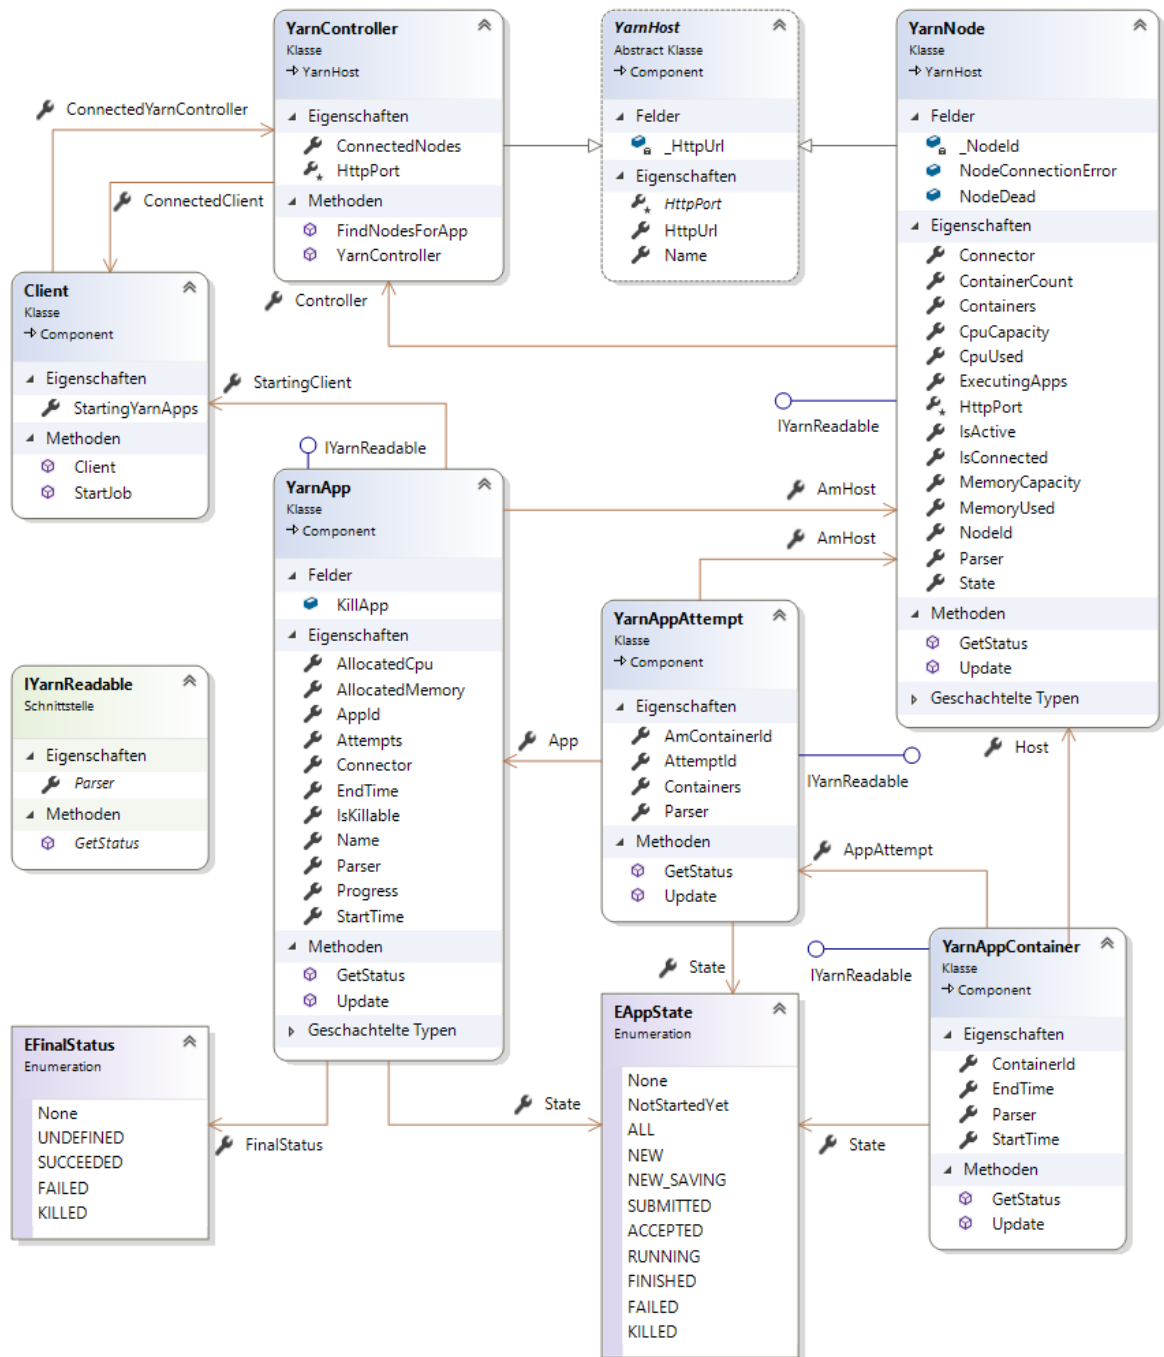 YarnController
Klasse
YarnHost
Eigenschaften
ConnectedNodes
HttpPort
Methoden
FindNodesForApp
YarnController
YarnHost
Abstract Klasse
Component
Felder
_HttpUrl
Eigenschaften
HttpPort
HttpUrl
Name
YarnNode
Klasse
YarnHost
Felder
_NodeId
NodeConnectionError
NodeDead
Eigenschaften
Connector
ContainerCount
Containers
CpuCapacity
CpuUsed
ExecutingApps
HttpPort
IsActive
IsConnected
MemoryCapacity
MemoryUsed
NodeId
Parser
State
Methoden
GetStatus
Update
Geschachtelte Typen
ConnectedYarnController
ConnectedClient
Controller
Client
Klasse
Component
Eigenschaften
StartingYarnApps
Methoden
Client
StartJob
StartingClient
IYarnReadable
IYarnReadable
AmHost
AmHost
YarnApp
Klasse
Component
Felder
KillApp
Eigenschaften
AllocatedCpu
AllocatedMemory
AppId
Attempts
Connector
EndTime
IsKillable
Name
Parser
Progress
StartTime
Methoden
GetStatus
Update
Geschachtelte Typen
YarnAppAttempt
Klasse
Component
Eigenschaften
AmContainerId
AttemptId
Containers
Parser
Methoden
GetStatus
Update
IYarnReadable
Schnittstelle
Eigenschaften
Parser
Methoden
GetStatus
App
Host
IYarnReadable
AppAttempt
IYarnReadable
State
YarnAppContainer
Klasse
Component
Eigenschaften
ContainerId
EndTime
Parser
StartTime
Methoden
GetStatus
Update
EFinalStatus
Enumeration
None
UNDEFINED
SUCCEEDED
FAILED
KILLED
FinalStatus
State
State
EAppState
Enumeration
None
NotStartedYet
ALL
NEW
NEW_SAVING
SUBMITTED
ACCEPTED
RUNNING
FINISHED
FAILED
KILLED